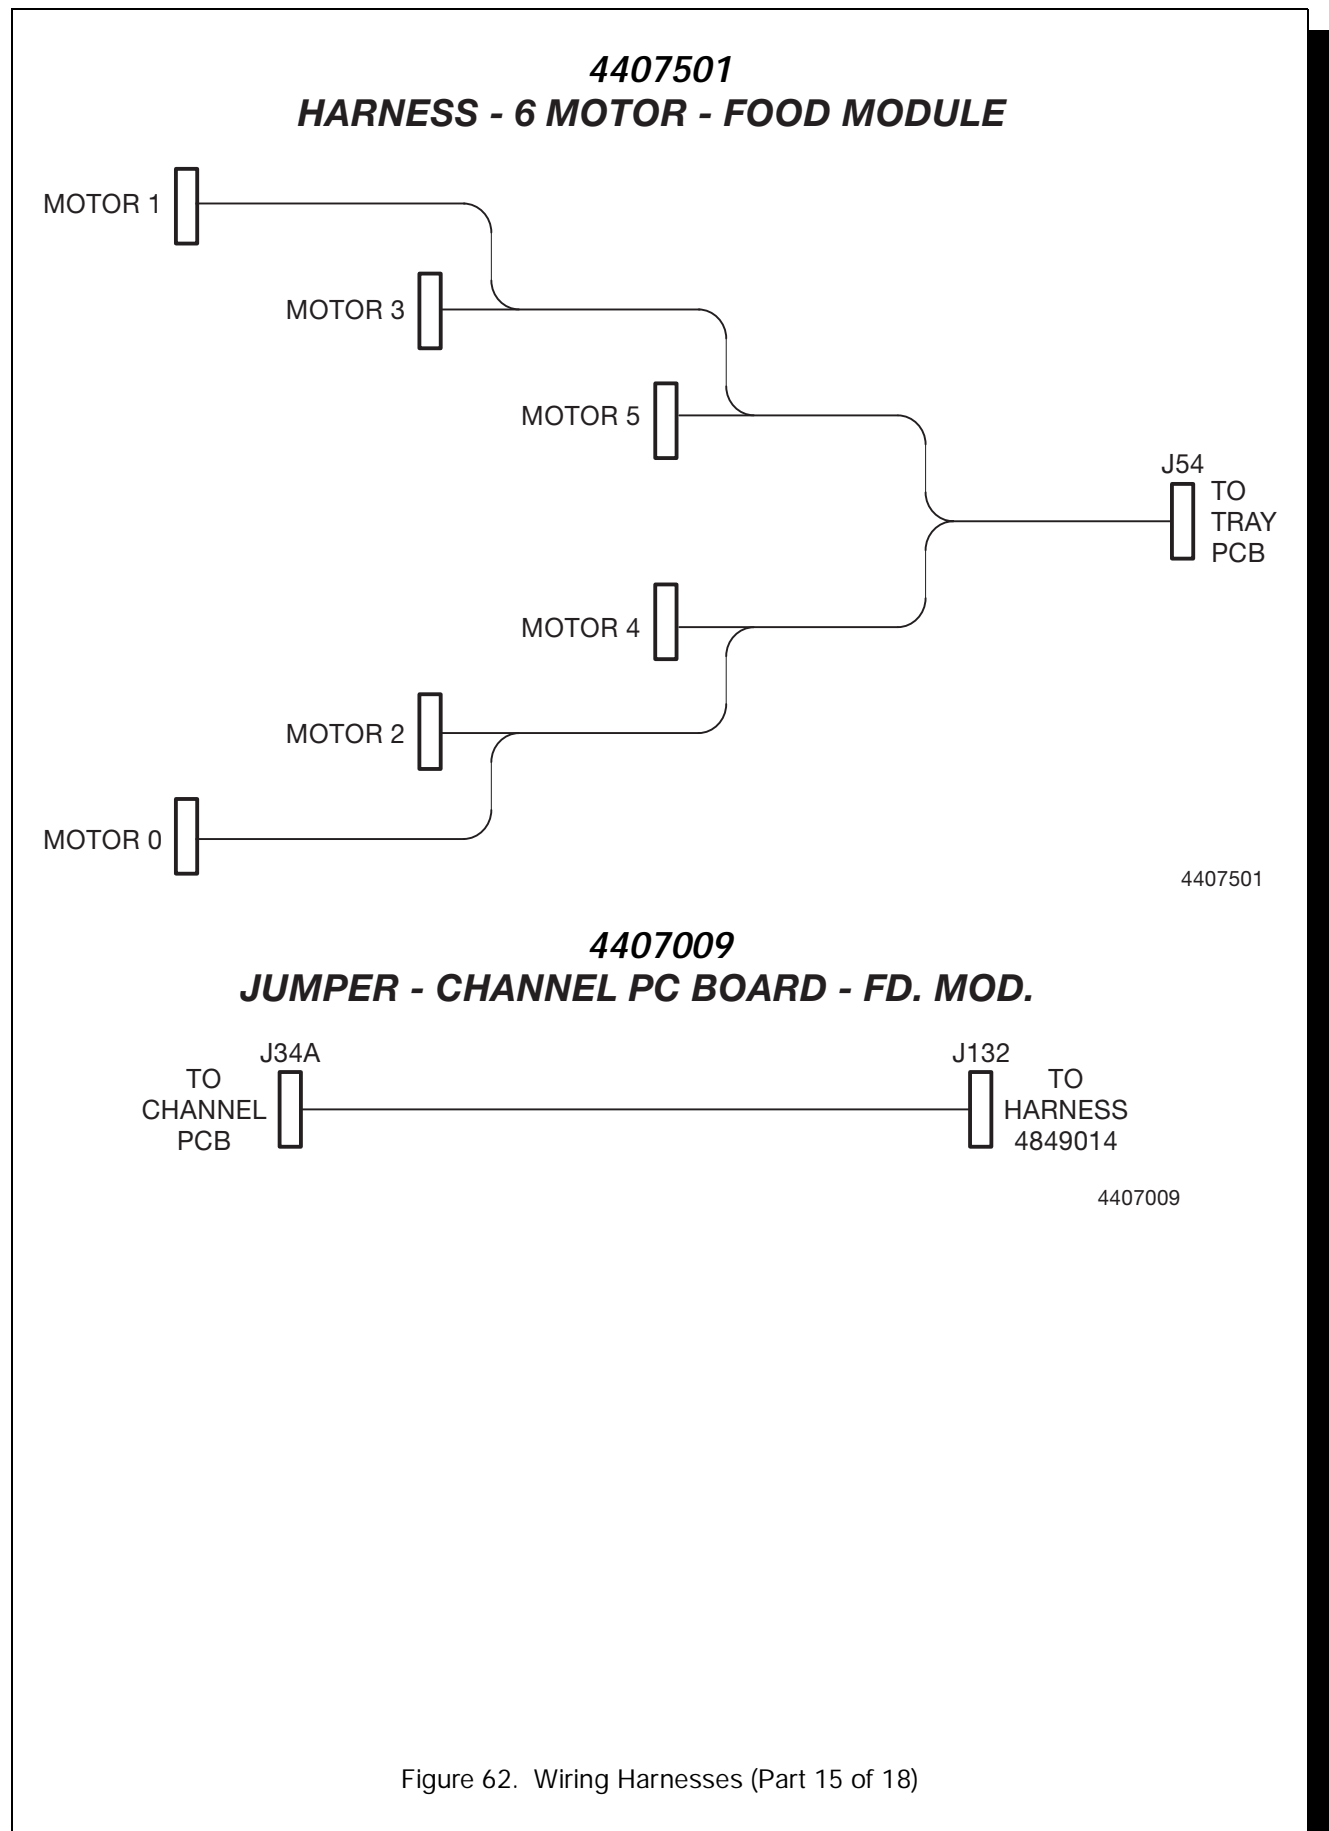 4407501
HARNESS - 6 MOTOR - FOOD MODULE
MOTOR 1
MOTOR 3
MOTOR 5
J54
TO
TRAY
PCB
MOTOR 4
MOTOR 2
MOTOR 0
4407501
4407009
JUMPER - CHANNEL PC BOARD - FD. MOD.
J34A
TO
CHANNEL
PCB
J132
TO
HARNESS
4849014
4407009
Figure 62. Wiring Harnesses (Part 15 of 18)